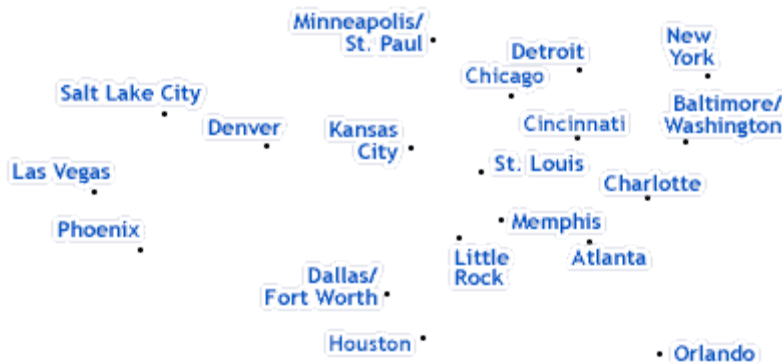 Minneapolis/
St. Paul
New
York
Detroit
Chicago
Salt Lake City
Baltimore/
Washington
Denver
Kansas
City
Cincinnati
St. Louis
Las Vegas
Charlotte
Phoenix
Memphis
Little
Rock
Atlanta
Dallas/
Fort Worth
Houston
Orlando